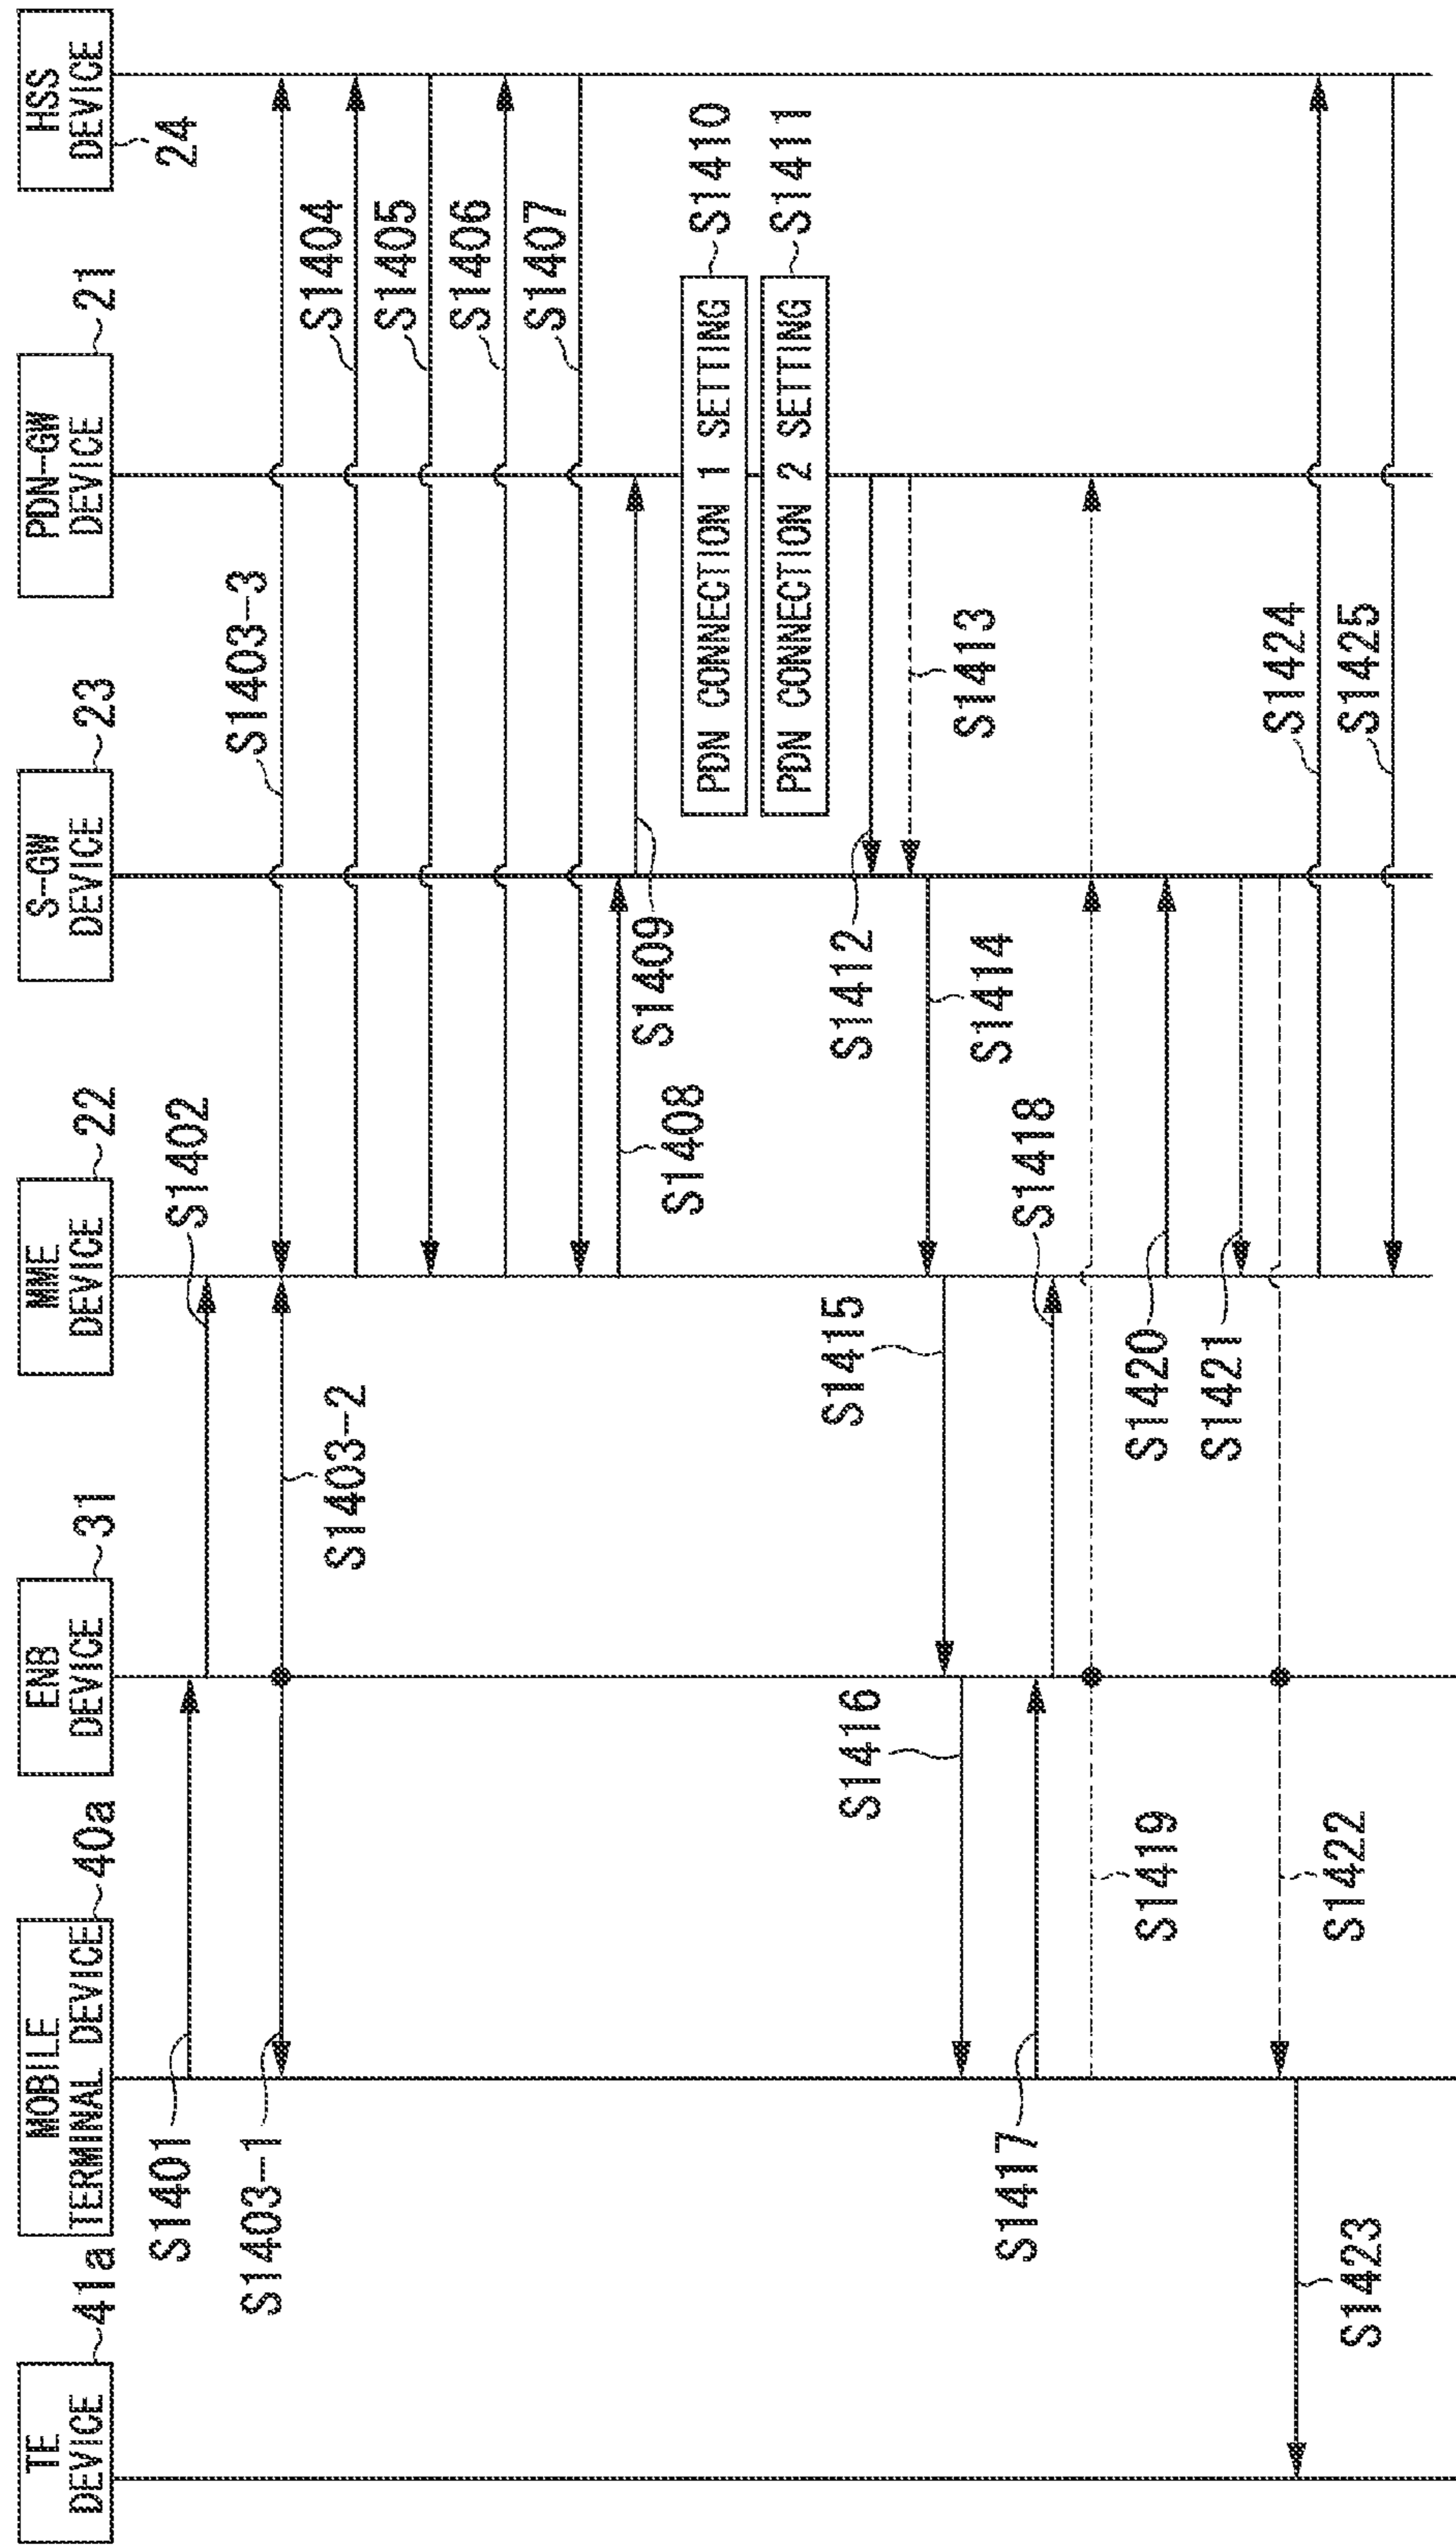 TE
DEVICE
41a
MOBILE
TERMINAL DEVICE
40a
ENB
DEVICE
31
MME
DEVICE
22
S-GW
DEVICE
23
PDN-GW
DEVICE
21
HSS
DEVICE
24
S1401
S1402
S1403-1
S1403-2
S1403-3
S1404
S1405
S1406
S1407
S1408
S1409
PDN CONNECTION 1 SETTING
S1410
PDN CONNECTION 2 SETTING
S1411
S1412
S1413
S1414
S1415
S1416
S1417
S1418
S1419
S1420
S1421
S1422
S1423
S1424
S1425